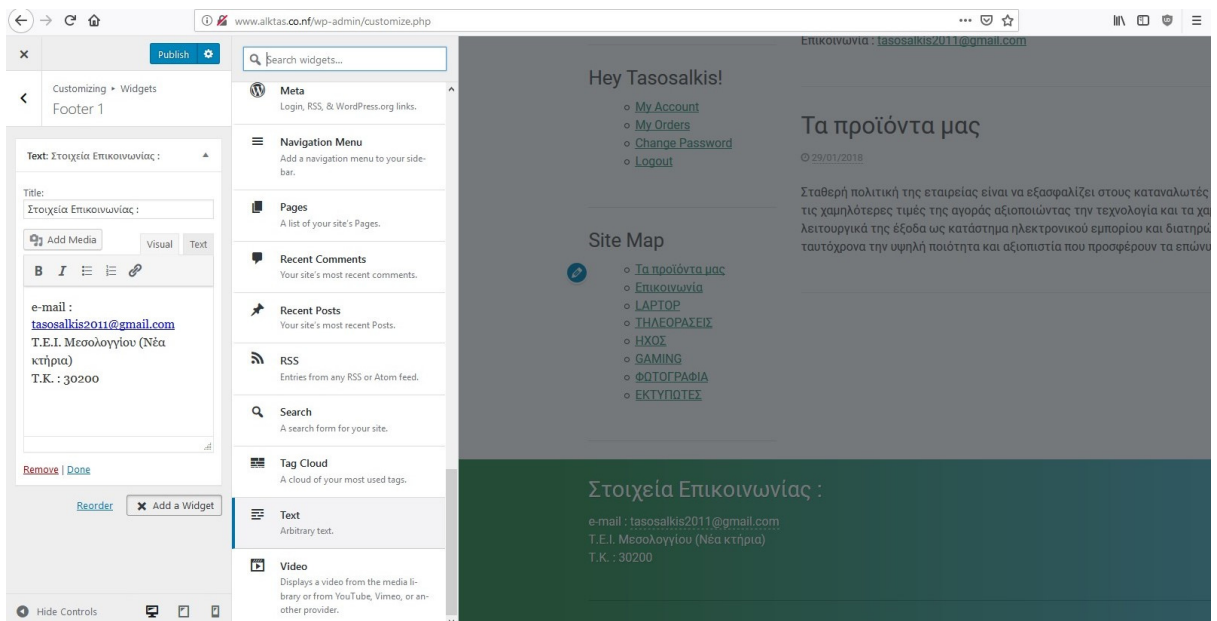 www.alktas.co.nf/wp-admin/customize.php
Publish
Customizing ▸ Widgets
Footer 1
Text: Στοιχεία Επικοινωνίας :
Title:
Στοιχεία Επικοινωνίας :
Add Media
Visual
Text
B I
e-mail :
tasosalkis2011@gmail.com
Τ.Ε.Ι. Μεσολογγίου (Νέα
κτήρια)
Τ.Κ. : 30200
Remove | Done
Reorder
Add a Widget
Hide Controls
Search widgets...
Meta
Login, RSS, & WordPress.org links.
Navigation Menu
Add a navigation menu to your side-
bar.
Pages
A list of your site's Pages.
Recent Comments
Your site's most recent comments.
Recent Posts
Your site's most recent Posts.
RSS
Entries from any RSS or Atom feed.
Search
A search form for your site.
Tag Cloud
A cloud of your most used tags.
Text
Arbitrary text.
Video
Displays a video from the media li-
brary or from YouTube, Vimeo, or an-
other provider.
Hey Tasosalkis!
My Account
My Orders
Change Password
Logout
Site Map
Τα προϊόντα μας
Επικοινωνία
LAPTOP
ΤΗΛΕΟΡΑΣΕΙΣ
ΗΧΟΣ
GAMING
ΦΩΤΟΓΡΑΦΙΑ
ΕΚΤΥΠΩΤΕΣ
Επικοινωνία : tasosalkis2011@gmail.com
Τα προϊόντα μας
29/01/2018
Σταθερή πολιτική της εταιρείας είναι να εξασφαλίζει στους καταναλωτές
τις χαμηλότερες τιμές της αγοράς αξιοποιώντας την τεχνολογία και τα
λειτουργικά της έξοδα ως κατάστημα ηλεκτρονικού εμπορίου και
ταυτόχρονα την υψηλή ποιότητα και αξιοπιστία που προσφέρουν τα
Στοιχεία Επικοινωνίας :
e-mail : tasosalkis2011@gmail.com
Τ.Ε.Ι. Μεσολογγίου (Νέα κτήρια)
Τ.Κ. : 30200